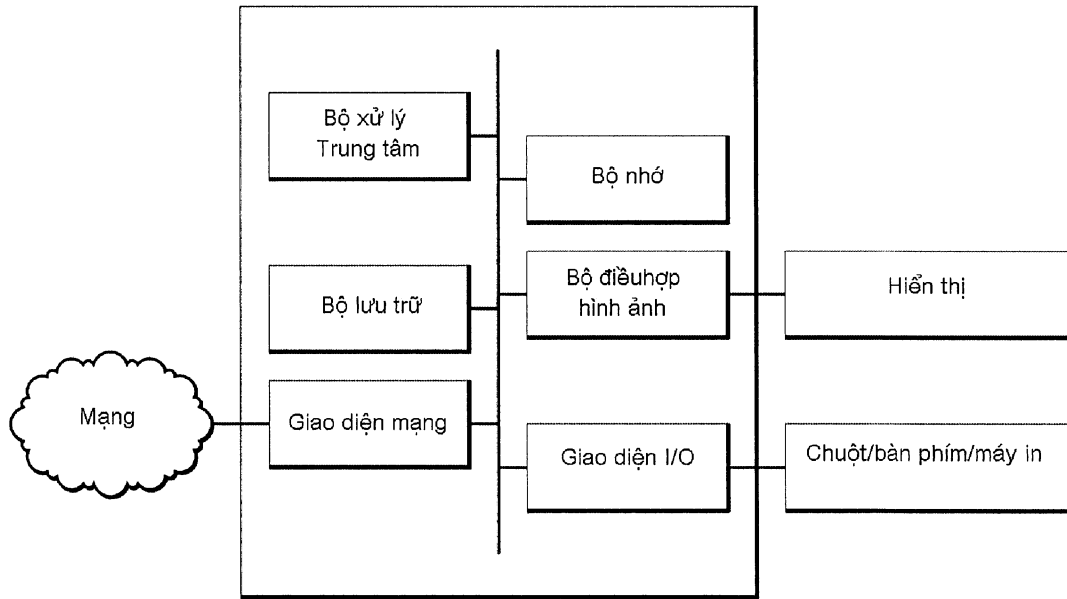 Bộ xử lý
Trung tâm
Bộ nhớ
Bộ lưu trữ
Bộ điềuhợp
hình ảnh
Hiển thị
Mạng
Giao diện mạng
Giao diện I/O
Chuột/bàn phím/máy in